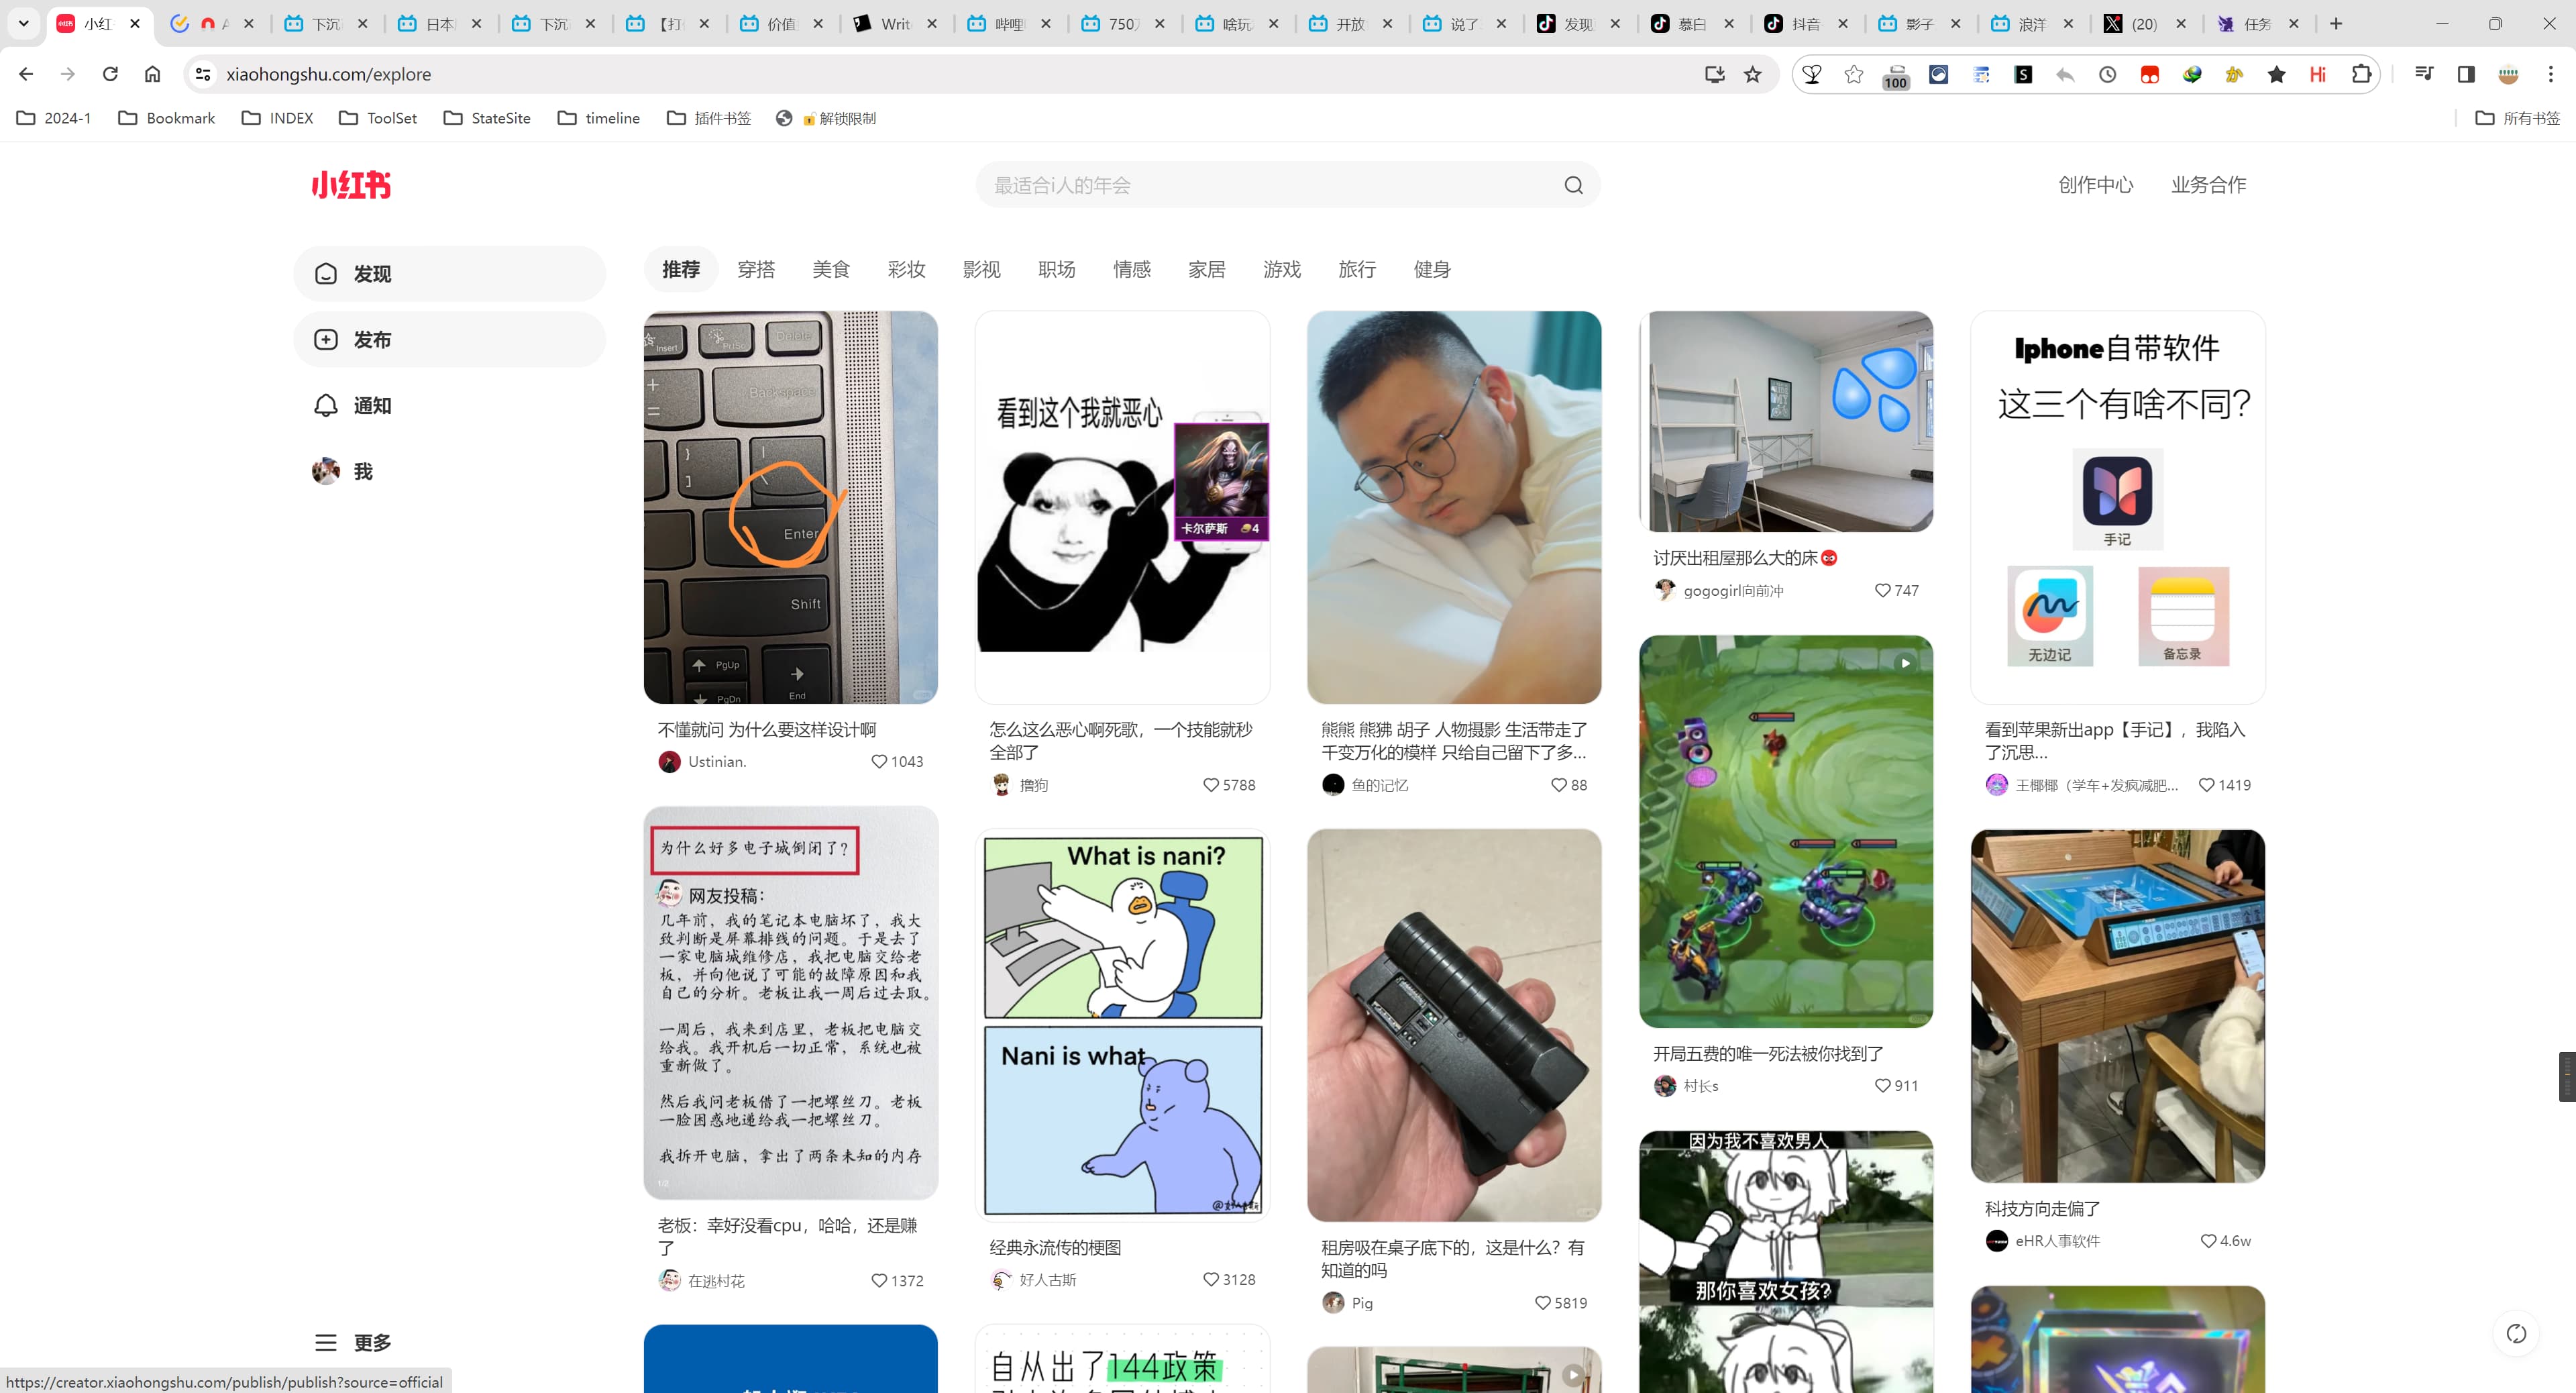 小红
下沉
日本
下沉
【打
价值
Write
哔哩
750
啥玩
开放
说了
发现
慕白
抖音
影子
浪洋
(20)
任务
xiaohongshu.com/explore
100
Hi
2024-1
Bookmark
INDEX
ToolSet
StateSite
timeline
插件书签
解锁限制
所有书签
小红书
最适合i人的年会
创作中心
业务合作
发现
发布
通知
我
更多
推荐
穿搭
美食
彩妆
影视
职场
情感
家居
游戏
旅行
健身
Insert
PrtSc
Delete
Backspace
Enter
Shift
PgUp
PgDn
End
不懂就问 为什么要这样设计啊
Ustinian.
1043
为什么好多电子城倒闭了?
网友投稿:
几年前，我的笔记本电脑坏了，我大
致判断是屏幕排线的问题。于是去了
一家电脑城维修店，我把电脑交给老
板，并向他说了可能的故障原因和我
自己的分析。老板让我一周后过去取。
一周后，我来到店里，老板把电脑交
给我。我开机后一切正常，系统也被
重新做了。
然后我问老板借了一把螺丝刀。老板
一脸困惑地递给我一把螺丝刀。
我拆开电脑，拿出了两条未知的内存
1/2
老板：幸好没看cpu，哈哈，还是赚
了
在逃村花
1372
看到这个我就恶心
卡尔萨斯
4
怎么这么恶心啊死歌，一个技能就秒
全部了
撸狗
5788
What is nani?
Nani is what
经典永流传的梗图
好人古斯
3128
自从出了144政策
熊熊 熊狒 胡子 人物摄影 生活带走了
千变万化的模样 只给自己留下了多...
鱼的记忆
88
租房吸在桌子底下的，这是什么？有
知道的吗
Pig
5819
讨厌出租屋那么大的床
gogogirl向前冲
747
开局五费的唯一死法被你找到了
村长s
911
因为我不喜欢男人
那你喜欢女孩?
Iphone自带软件
这三个有啥不同?
手记
无边记
备忘录
看到苹果新出app【手记】，我陷入
了沉思...
王椰椰（学车+发疯减肥...
1419
科技方向走偏了
eHR人事软件
4.6w
https://creator.xiaohongshu.com/publish/publish?source=official